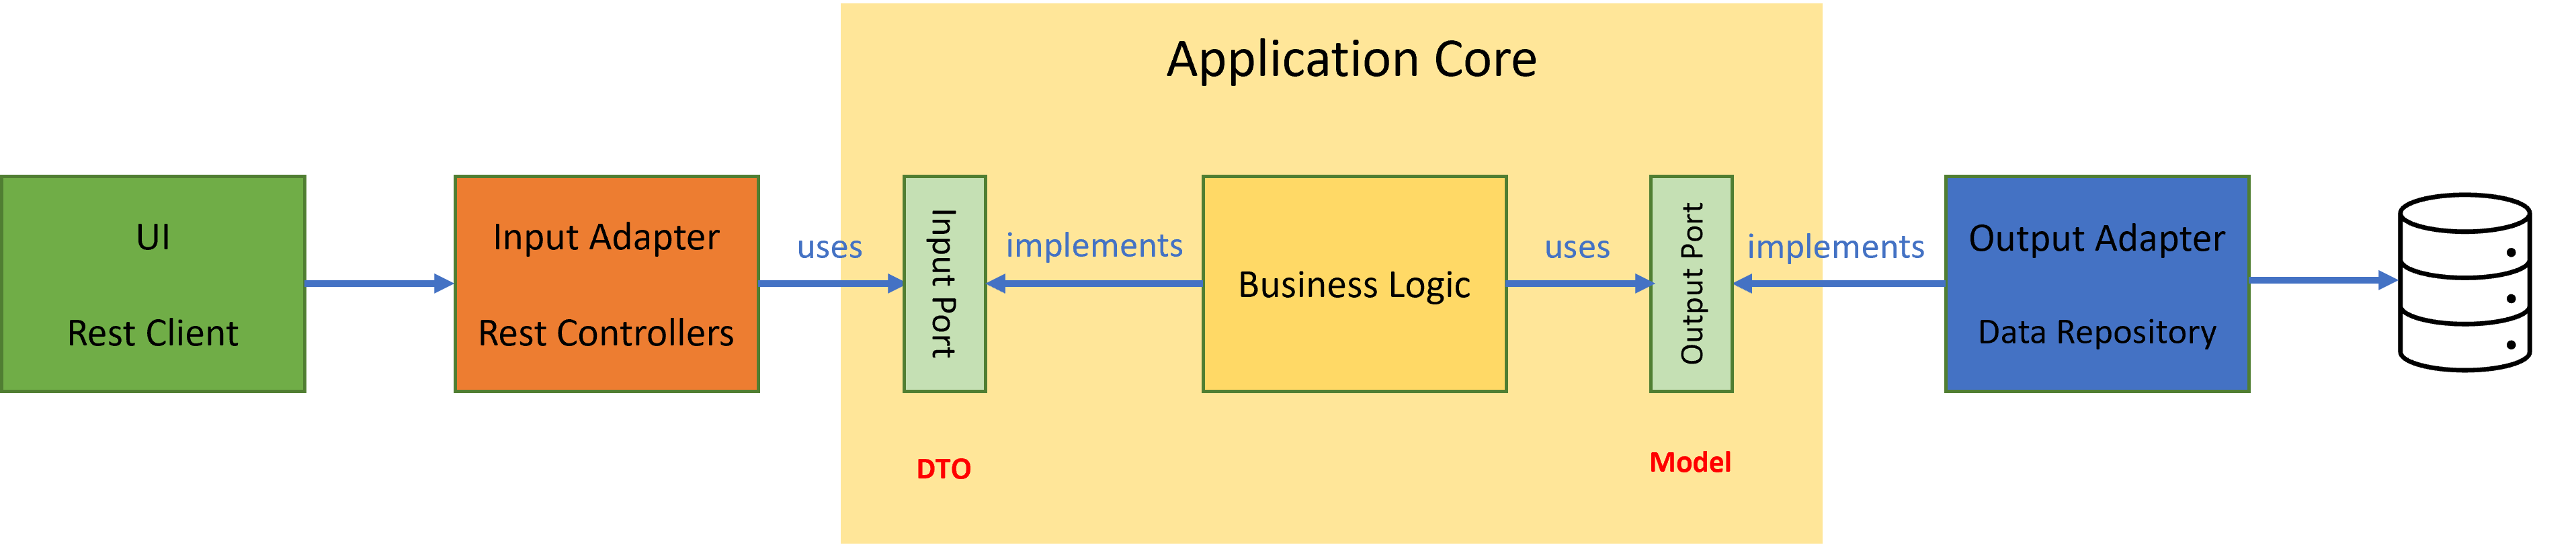 Application Core
UI
Rest Client
Input Adapter
Rest Controllers
uses
Input Port
implements
Business Logic
uses
Output Port
implements
Output Adapter
Data Repository
DTO
Model